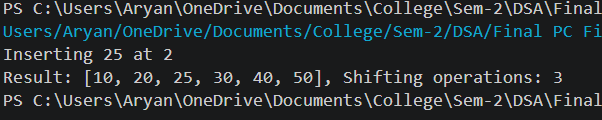 PS C:\Users\Aryan\OneDrive\Documents\College\Sem-2\DSA\Final
Users/Aryan/OneDrive/Documents/College/Sem-2/DSA/Final PC Fi
Inserting 25 at 2
Result: [10, 20, 25, 30, 40, 50], Shifting operations: 3
PS C:\Users\Aryan\OneDrive\Documents\College\Sem-2\DSA\Final